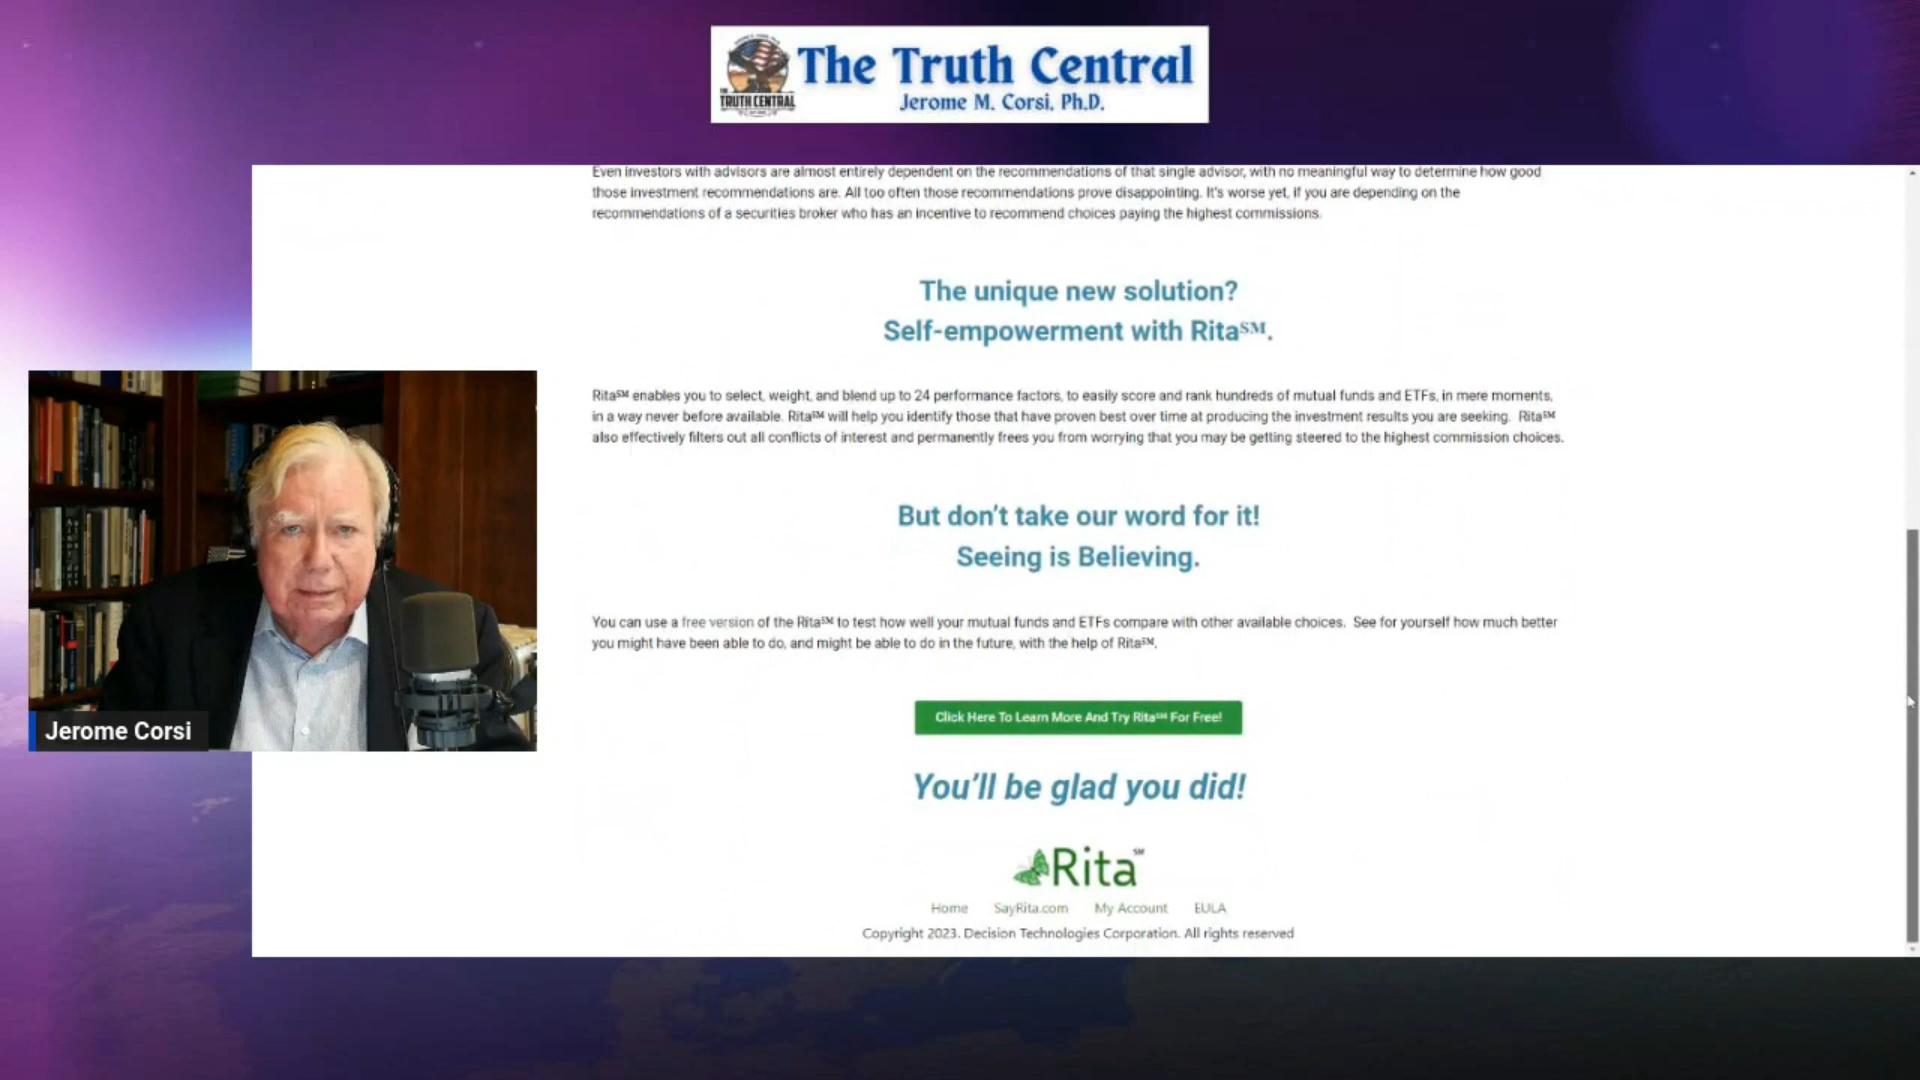 The Truth Central
Jerome M. Corsi, Ph.D.
THE
TRUTH CENTRAL
Even investors with advisors are almost entirely dependent on the recommendations of that single advisor, with no meaningful way to determine how good
those investment recommendations are. All too often those recommendations prove disappointing. It's worse yet, if you are depending on the
recommendations of a securities broker who has an incentive to recommend choices paying the highest commissions.
The unique new solution?
Self-empowerment with Rita℠.
Rita℠ enables you to select, weight, and blend up to 24 performance factors, to easily score and rank hundreds of mutual funds and ETFs, in mere moments,
in a way never before available. Rita℠ will help you identify those that have proven best over time at producing the investment results you are seeking. Rita℠
also effectively filters out all conflicts of interest and permanently frees you from worrying that you may be getting steered to the highest commission choices.
But don't take our word for it!
Seeing is Believing.
You can use a free version of the Rita℠ to test how well your mutual funds and ETFs compare with other available choices. See for yourself how much better
you might have been able to do, and might be able to do in the future, with the help of Rita℠.
Jerome Corsi
Click Here To Learn More And Try Rita℠ For Free!
You'll be glad you did!
Rita℠
Home SayRita.com My Account EULA
Copyright 2023. Decision Technologies Corporation. All rights reserved